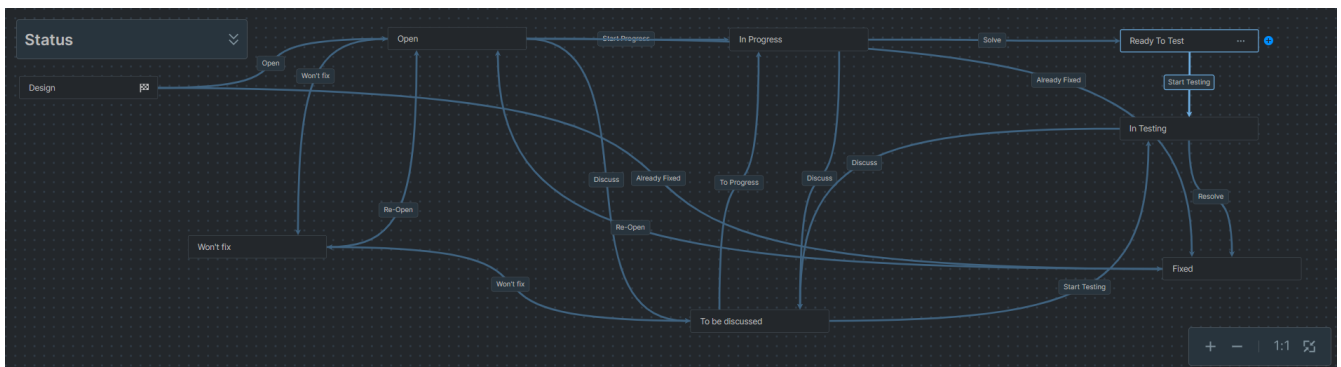 Status
Open
Start Progress
In Progress
Solve
Ready To Test
Open
Won't fix
Design
Already Fixed
Start Testing
In Testing
Discuss
Discuss
Already Fixed
To Progress
Discuss
Resolve
Re-Open
Re-Open
Won't fix
Fixed
Won't fix
Start Testing
To be discussed
1:1